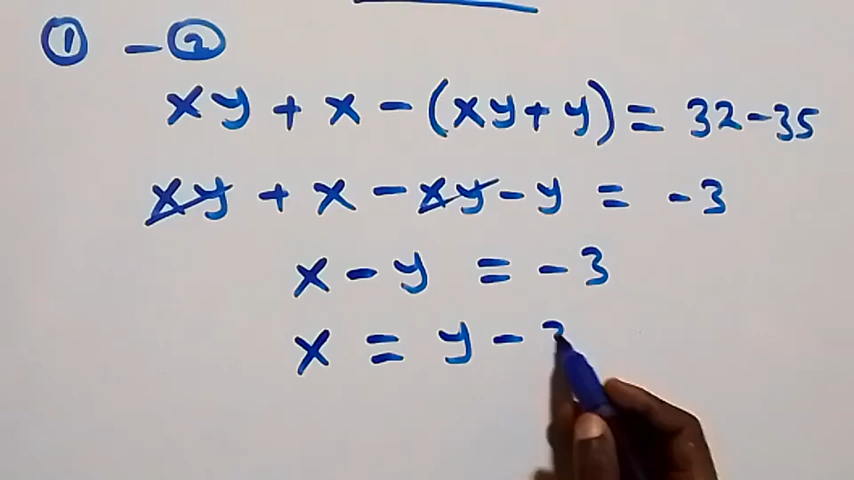 ① - ②
xy + x - (xy + y) = 32 - 35
xy + x - xy - y = -3
x - y = -3
x = y - 3